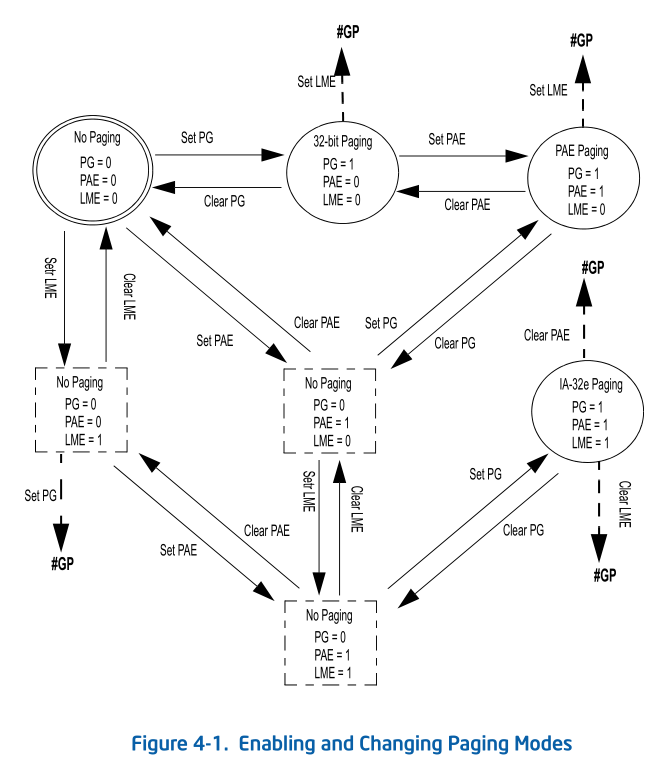 #GP
#GP
Set LME
Set LME
No Paging
PG = 0
PAE = 0
LME = 0
Set PG
Clear PG
32-bit Paging
PG = 1
PAE = 0
LME = 0
Set PAE
Clear PAE
PAE Paging
PG = 1
PAE = 1
LME = 0
Setr LME
Clear LME
Set PAE
Clear PAE
Set PG
Clear PG
#GP
Clear PAE
No Paging
PG = 0
PAE = 0
LME = 1
No Paging
PG = 0
PAE = 1
LME = 0
IA-32e Paging
PG = 1
PAE = 1
LME = 1
Set PG
#GP
Set PAE
Clear PAE
Setr LME
Clear LME
Set PG
Clear PG
Clear LME
#GP
No Paging
PG = 0
PAE = 1
LME = 1
Figure 4-1. Enabling and Changing Paging Modes